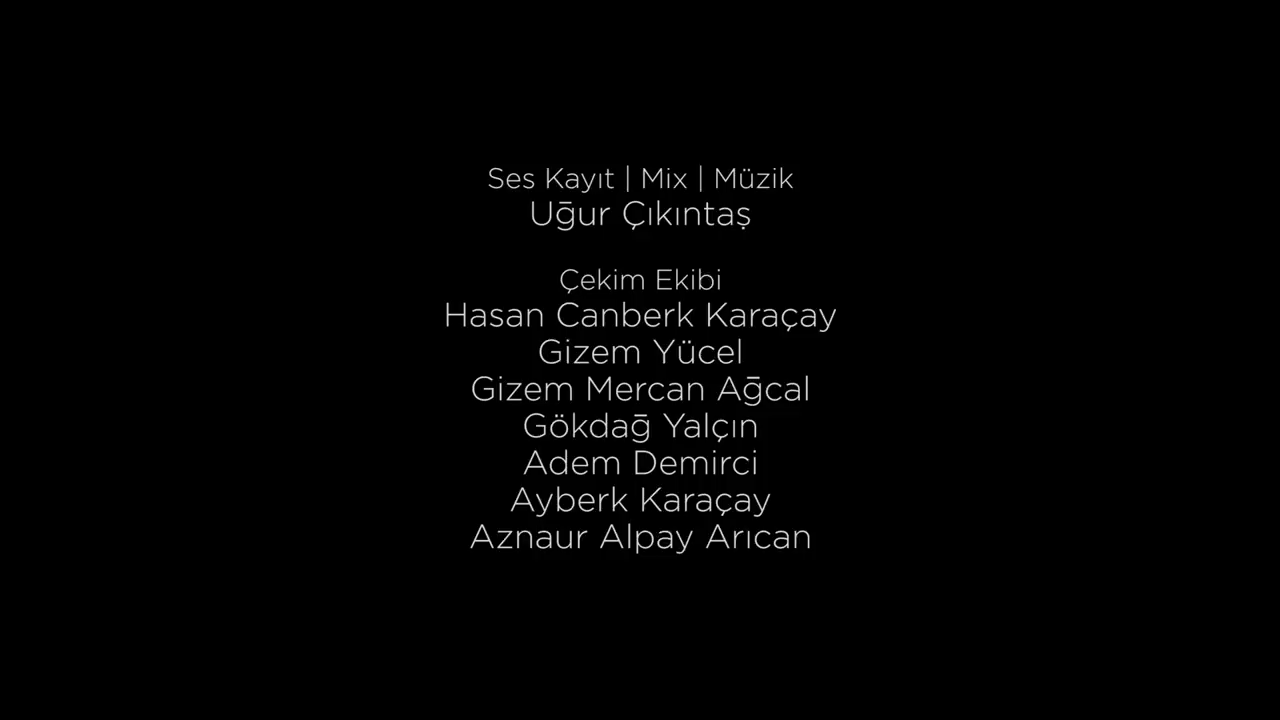 Ses Kayıt | Mix | Müzik
Uğur Çıkıntaş
Çekim Ekibi
Hasan Canberk Karaçay
Gizem Yücel
Gizem Mercan Ağcal
Gökdağ Yalçın
Adem Demirci
Ayberk Karaçay
Aznaur Alpay Arıcan